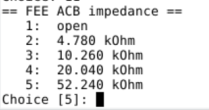 == FEE ACB impedance ==
1: open
2: 4.780 kOhm
3: 10.260 kOhm
4: 20.040 kOhm
5: 52.240 kOhm
Choice [5]: